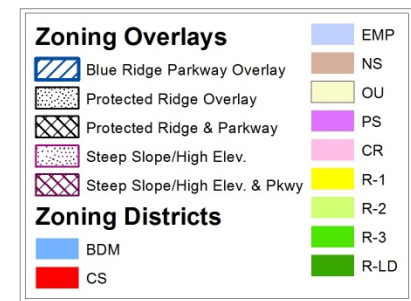 Zoning Overlays
Blue Ridge Parkway Overlay
Protected Ridge Overlay
Protected Ridge & Parkway
Steep Slope/High Elev.
Steep Slope/High Elev. & Pkwy
Zoning Districts
BDM
CS
EMP
NS
OU
PS
CR
R-1
R-2
R-3
R-LD